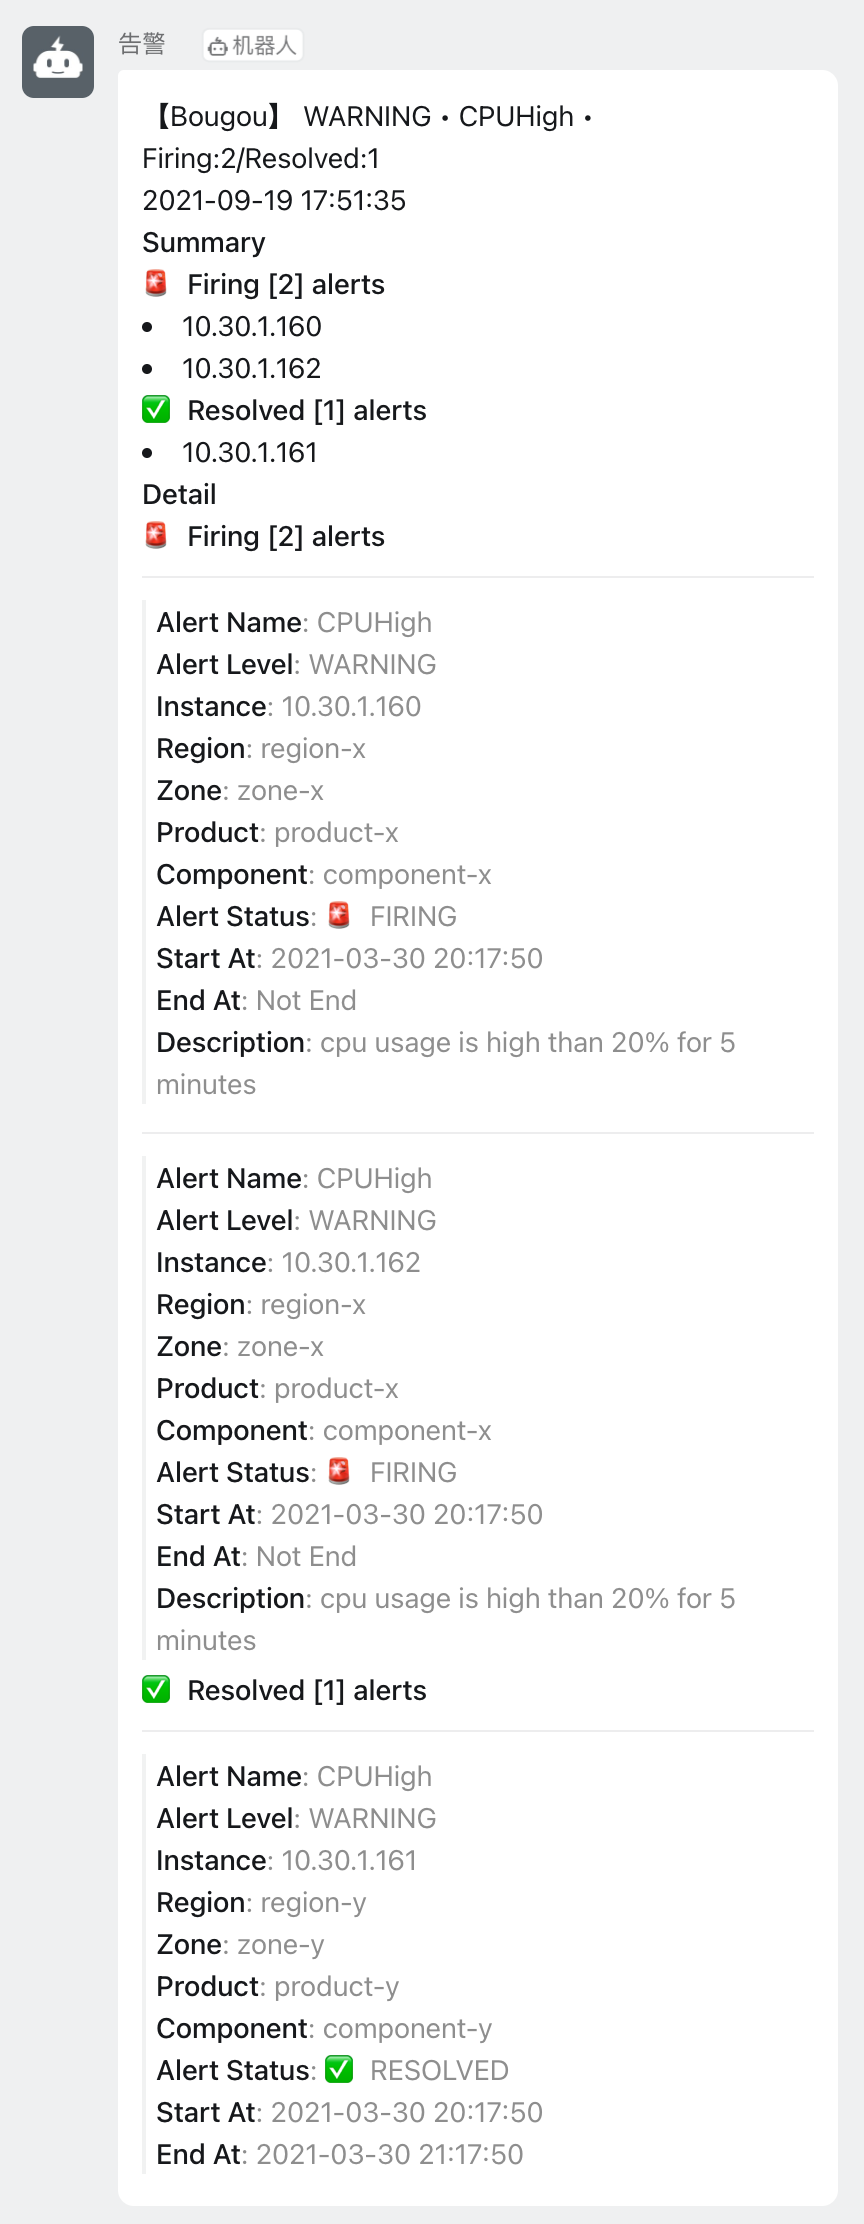 告警 机器人
【Bougou】 WARNING • CPUHigh •
Firing:2/Resolved:1
2021-09-19 17:51:35
Summary
🚨 Firing [2] alerts
• 10.30.1.160
• 10.30.1.162
✅ Resolved [1] alerts
• 10.30.1.161
Detail
🚨 Firing [2] alerts
Alert Name: CPUHigh
Alert Level: WARNING
Instance: 10.30.1.160
Region: region-x
Zone: zone-x
Product: product-x
Component: component-x
Alert Status: 🚨 FIRING
Start At: 2021-03-30 20:17:50
End At: Not End
Description: cpu usage is high than 20% for 5
minutes
Alert Name: CPUHigh
Alert Level: WARNING
Instance: 10.30.1.162
Region: region-x
Zone: zone-x
Product: product-x
Component: component-x
Alert Status: 🚨 FIRING
Start At: 2021-03-30 20:17:50
End At: Not End
Description: cpu usage is high than 20% for 5
minutes
✅ Resolved [1] alerts
Alert Name: CPUHigh
Alert Level: WARNING
Instance: 10.30.1.161
Region: region-y
Zone: zone-y
Product: product-y
Component: component-y
Alert Status: ✅ RESOLVED
Start At: 2021-03-30 20:17:50
End At: 2021-03-30 21:17:50